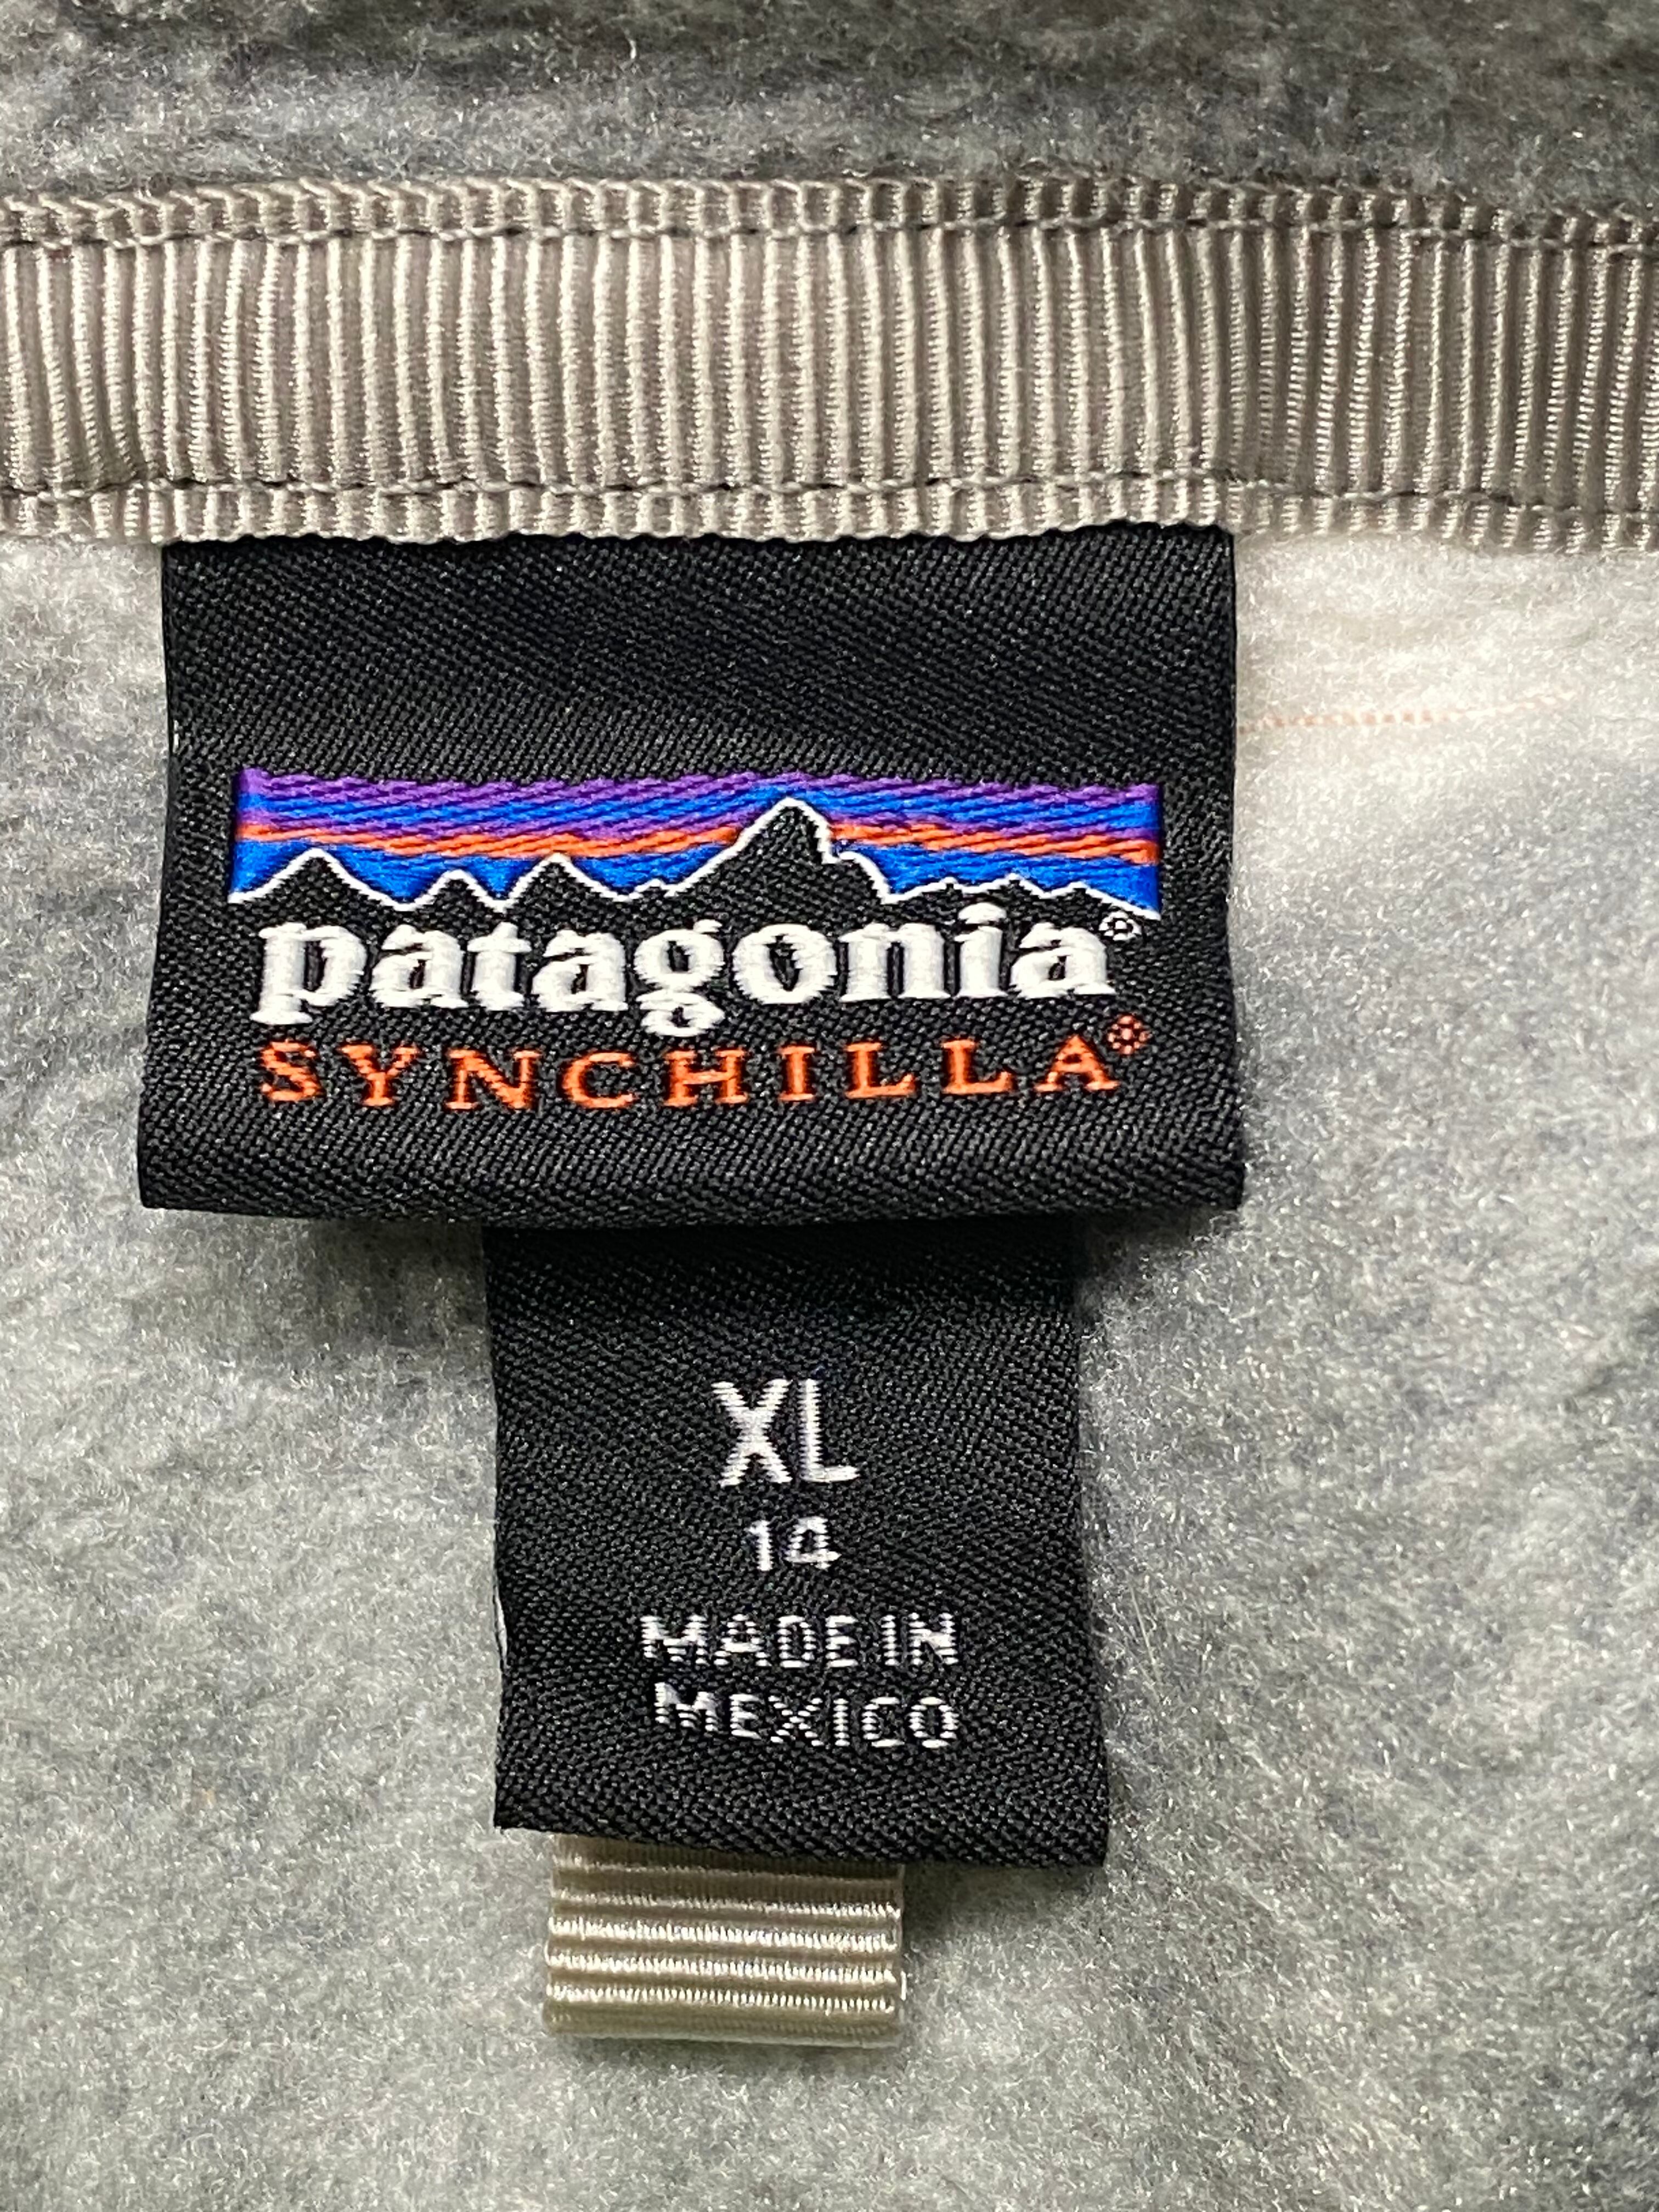 patagonia®
SYNCHILLA®
XL
14
MADE IN
MEXICO